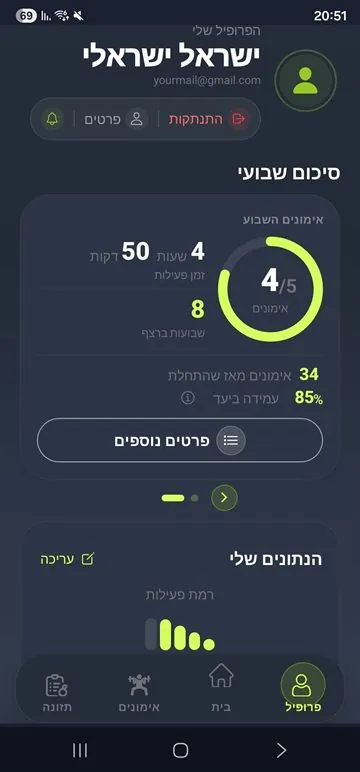 20:51
69
הפרופיל שלי
ישראל ישראלי
yourmail@gmail.com
התנתקות
פרטים
סיכום שבועי
אימונים השבוע
4/5
אימונים
4 שעות 50 דקות
זמן פעילות
8
שבועות ברצף
34 אימונים מאז שהתחלת
85% עמידה ביעד
פרטים נוספים
הנתונים שלי
עריכה
רמת פעילות
פרופיל
בית
אימונים
תזונה